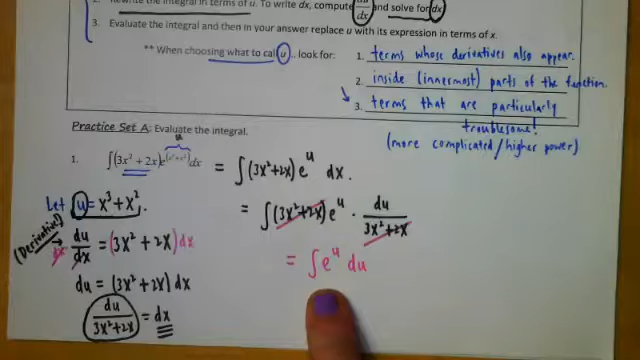 2. Rewrite the integral in terms of u. To write dx, compute du/dx and solve for dx
3. Evaluate the integral and then in your answer replace u with its expression in terms of x.
** When choosing what to call u.. look for:
1. terms whose derivatives also appear.
2. inside (innermost) parts of the function.
3. terms that are particularly troublesome!
(more complicated/higher power)
Practice Set A: Evaluate the integral.
u
1. ∫(3x² + 2x)e^(x³+x²)dx = ∫(3x²+2x)e^u dx.
Let u = x³ + x².
= ∫(3x²+2x)e^u · du/(3x²+2x)
(Derivative!) → dx du/dx = (3x² + 2x)dx
= ∫e^u du
du = (3x² + 2x) dx
du/(3x²+2x) = dx